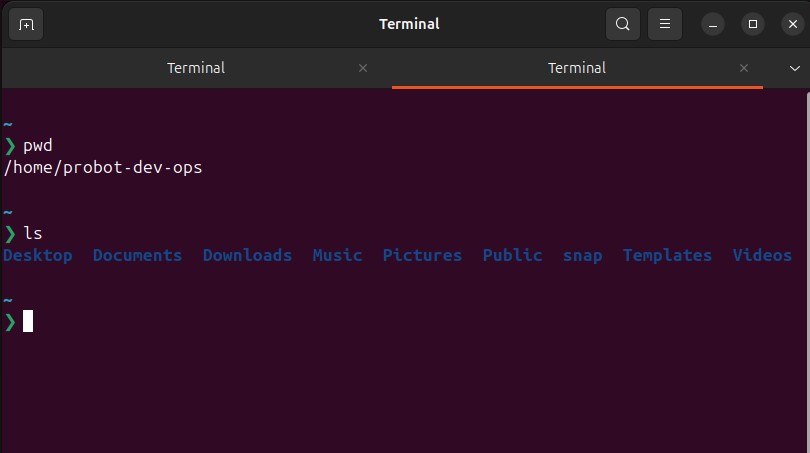 Terminal
Terminal
Terminal
~
❯ pwd
/home/probot-dev-ops
~
❯ ls
Desktop  Documents  Downloads  Music  Pictures  Public  snap  Templates  Videos
~
❯